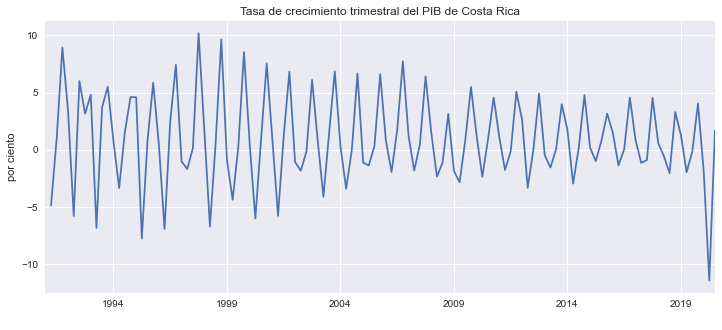 Tasa de crecimiento trimestral del PIB de Costa Rica
por ciento
10
5
0
−5
−10
1994 1999 2004 2009 2014 2019